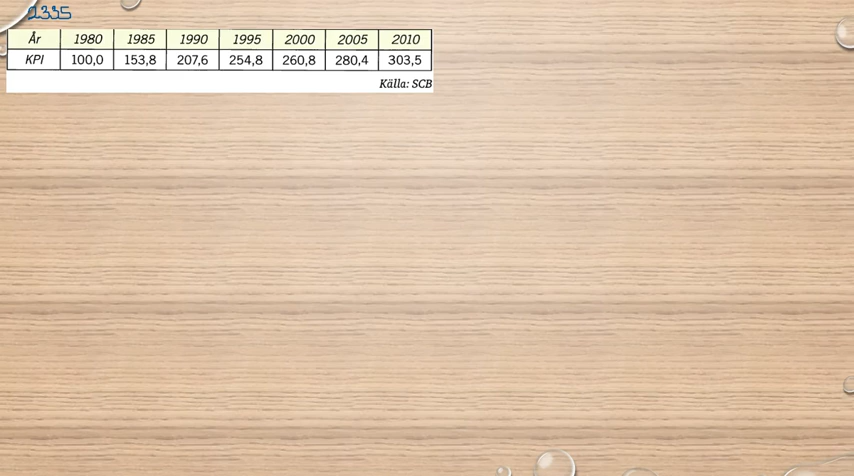 2335
År 1980 1985 1990 1995 2000 2005 2010
KPI 100,0 153,8 207,6 254,8 260,8 280,4 303,5
Källa: SCB